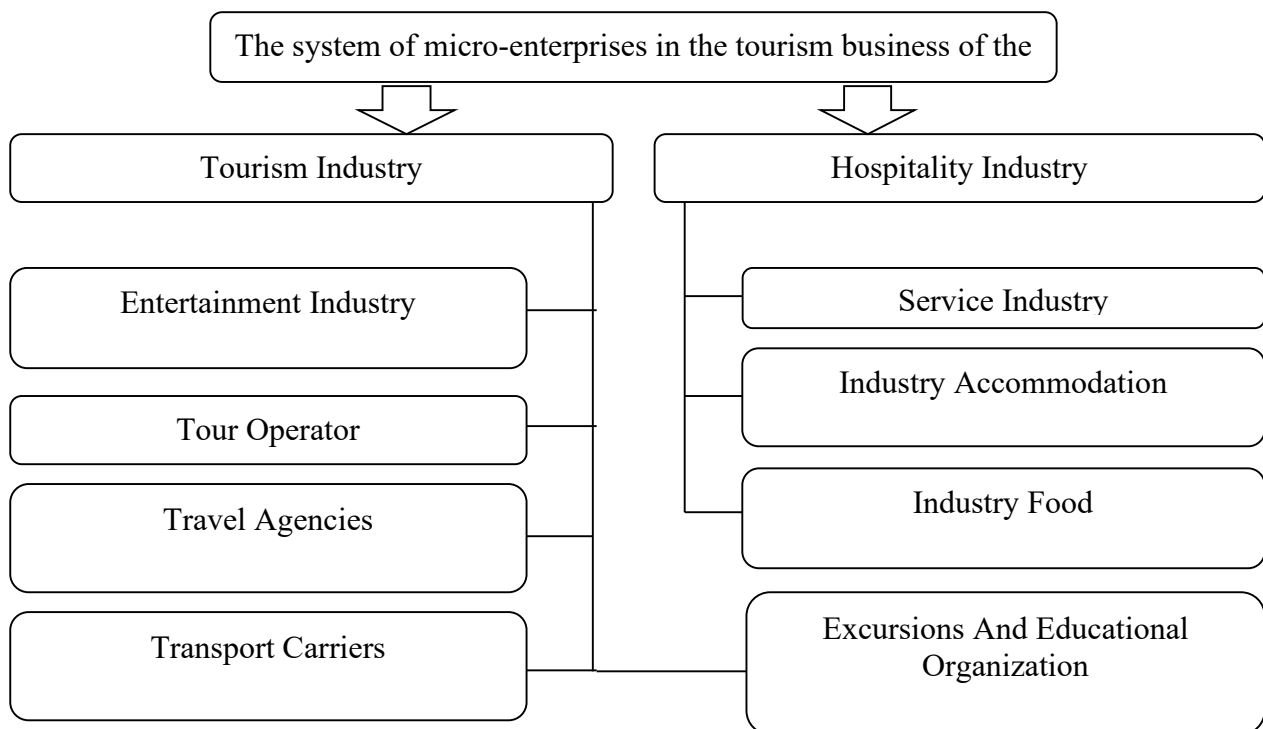 The system of micro-enterprises in the tourism business of the
Tourism Industry
Hospitality Industry
Entertainment Industry
Service Industry
Industry Accommodation
Tour Operator
Travel Agencies
Industry Food
Transport Carriers
Excursions And Educational
Organization